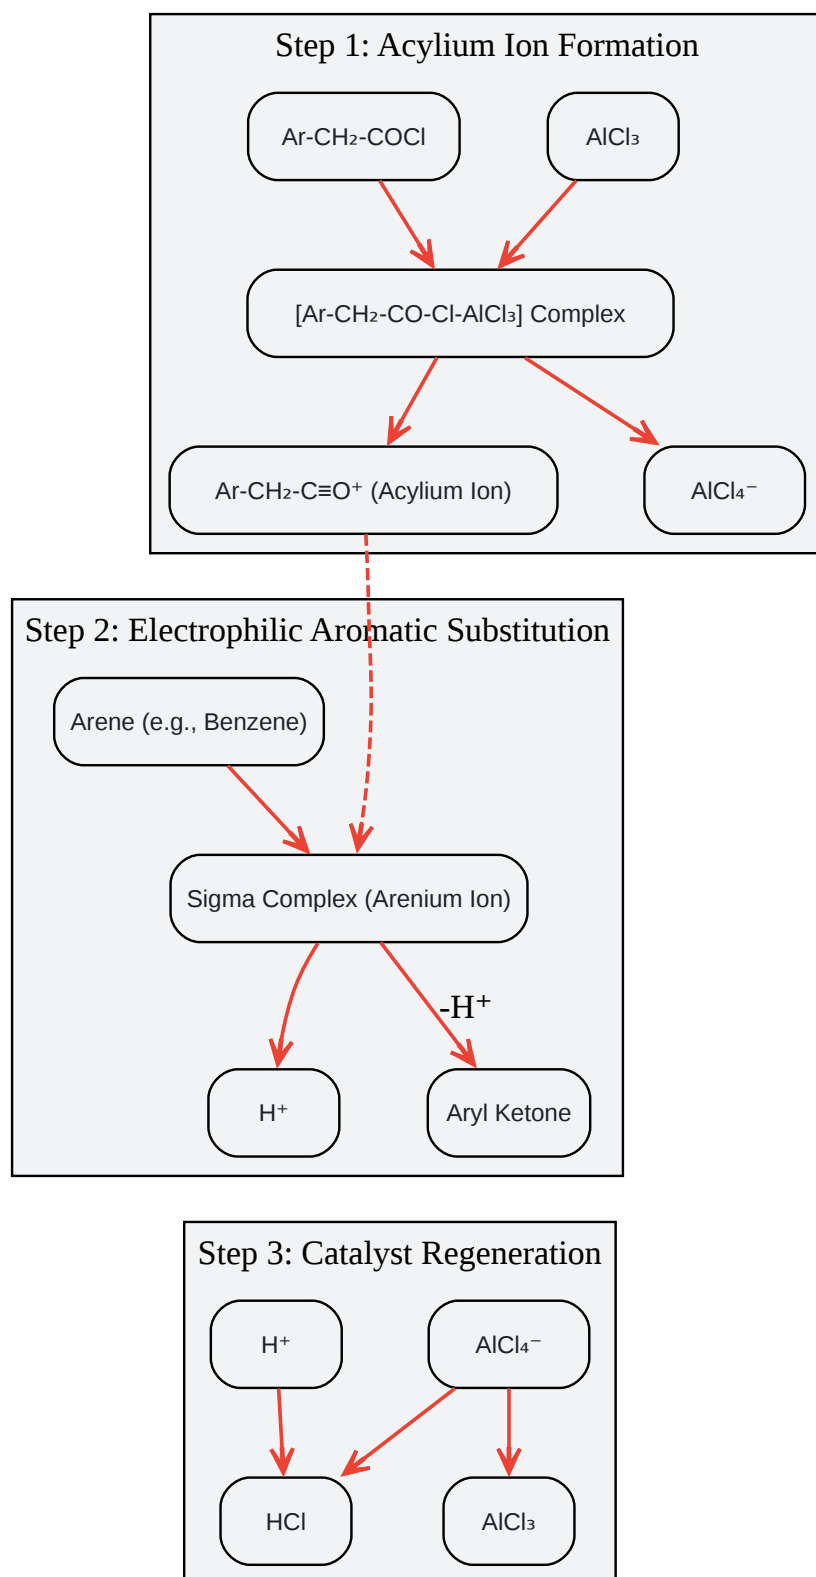 Step 1: Acylium Ion Formation
Ar-CH₂-COCl
AlCl₃
[Ar-CH₂-CO-Cl-AlCl₃] Complex
Ar-CH₂-C≡O⁺ (Acylium Ion)
AlCl₄⁻
Step 2: Electrophilic Aromatic Substitution
Arene (e.g., Benzene)
Sigma Complex (Arenium Ion)
-H⁺
H⁺
Aryl Ketone
Step 3: Catalyst Regeneration
H⁺
AlCl₄⁻
HCl
AlCl₃